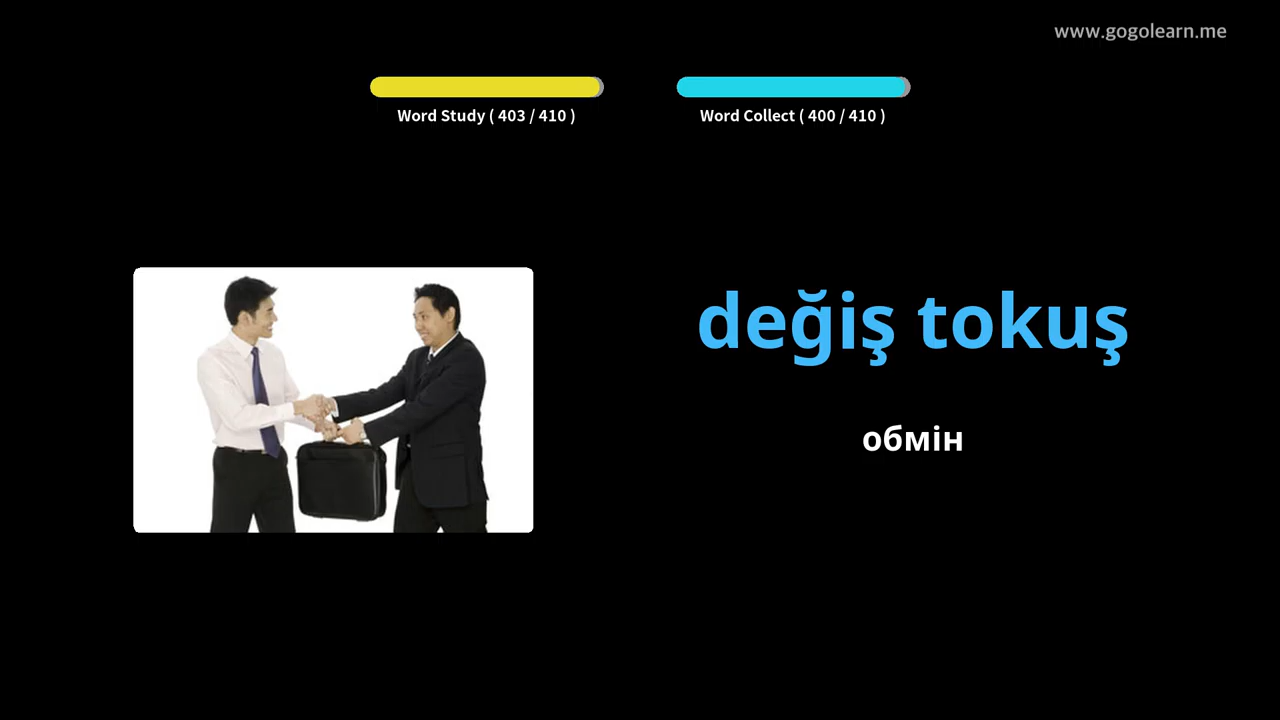 www.gogolearn.me
Word Study ( 403 / 410 )
Word Collect ( 400 / 410 )
değiş tokuş
обмін